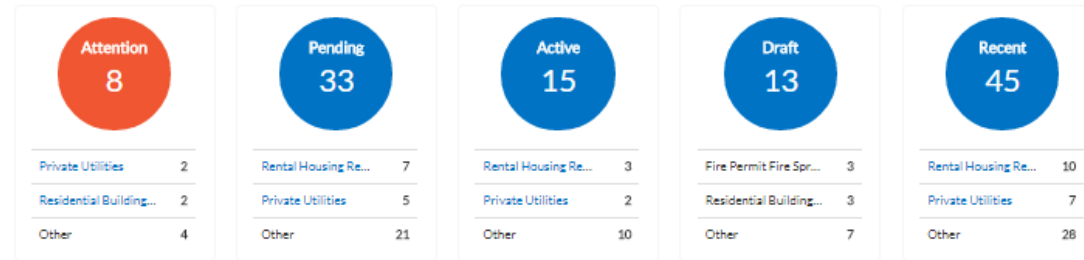 Attention
8
Private Utilities 2
Residential Building... 2
Other 4
Pending
33
Rental Housing Re... 7
Private Utilities 5
Other 21
Active
15
Rental Housing Re... 3
Private Utilities 2
Other 10
Draft
13
Fire Permit Fire Spr... 3
Residential Building... 3
Other 7
Recent
45
Rental Housing Re... 10
Private Utilities 7
Other 28